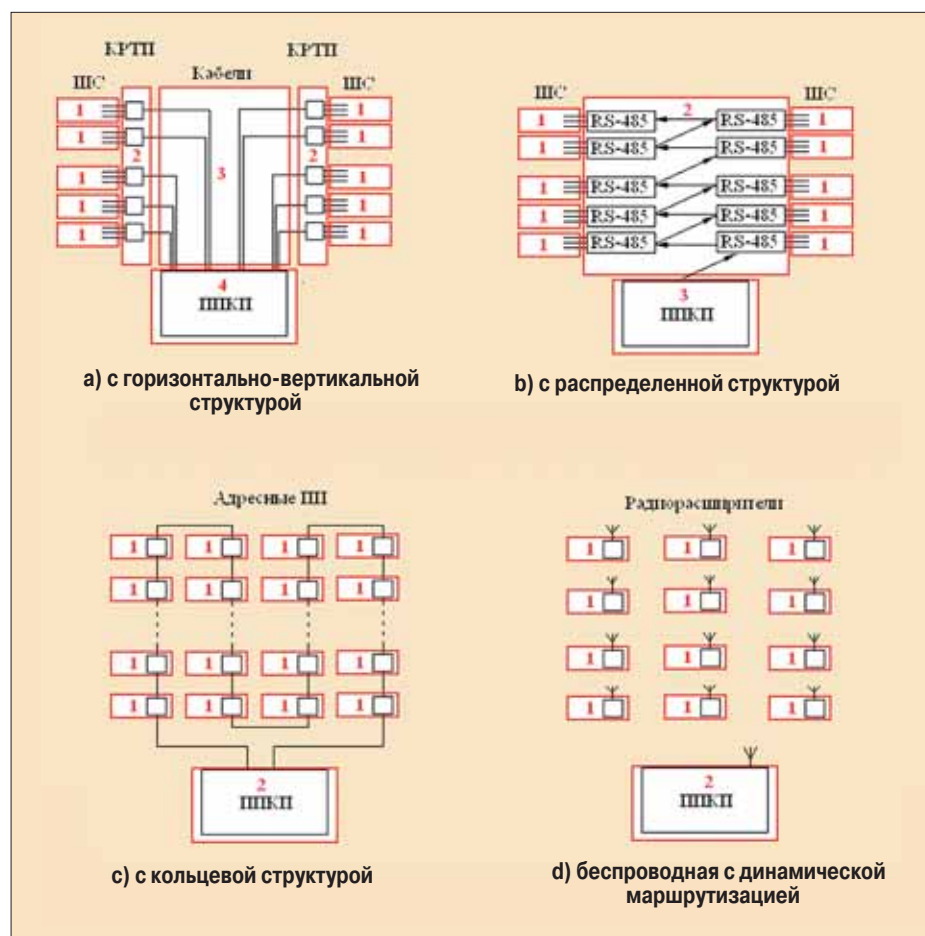 КРТП КРТП
ШС Кабели ШС
1 1
1 1
2 3 2
1 1
1 1
1 1
4
ППКП
а) с горизонтально-вертикальной
структурой
ШС ШС
1 RS-485 2 RS-485 1
1 RS-485 RS-485 1
1 RS-485 RS-485 1
1 RS-485 RS-485 1
1 RS-485 RS-485 1
3
ППКП
b) с распределенной структурой
Адресные ПИ
1 1 1 1
1 1 1 1
1 1 1 1
1 1 1 1
2
ППКП
c) с кольцевой структурой
Радиорасширители
1 1 1
1 1 1
1 1 1
1 1 1
2
ППКП
d) беспроводная с динамической
маршрутизацией